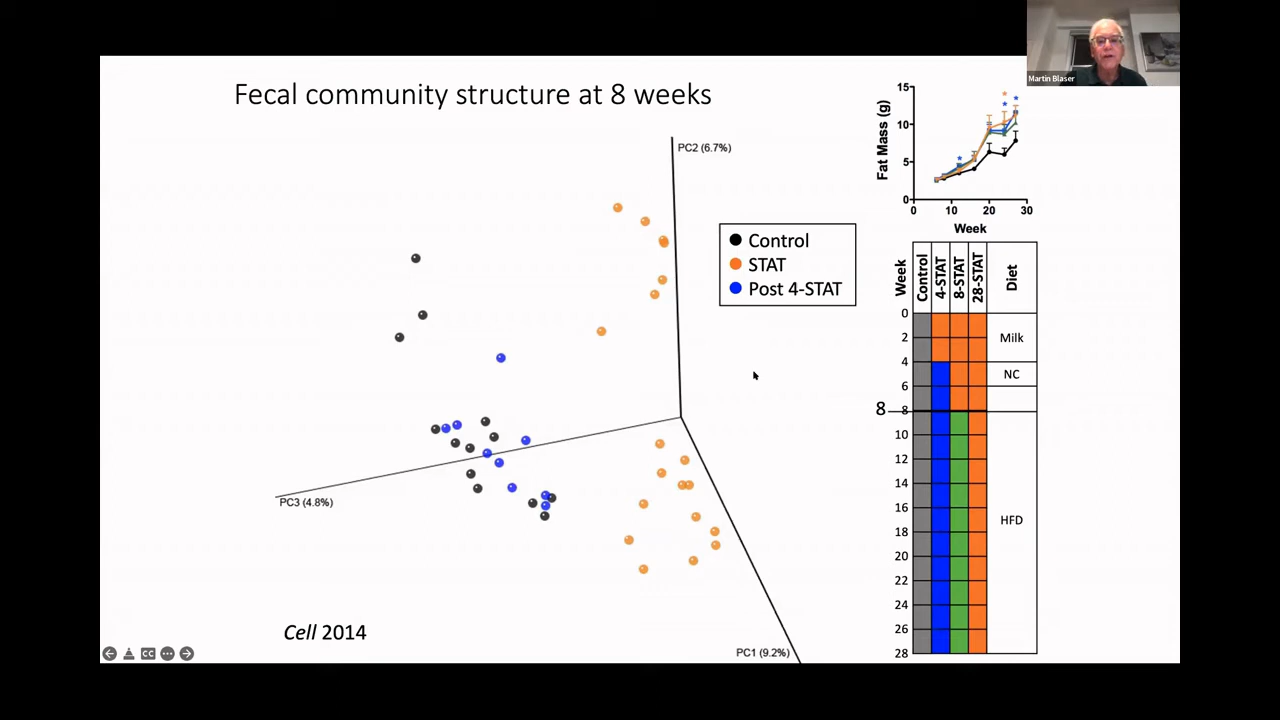 Martin Blaser
Fecal community structure at 8 weeks
PC2 (6.7%)
PC3 (4.8%)
PC1 (9.2%)
Control
STAT
Post 4-STAT
Cell 2014
CC
15
10
5
0
Fat Mass (g)
0 10 20 30
Week
* * * *
Week Control 4-STAT 8-STAT 28-STAT Diet
0
2 Milk
4
NC
6
8 8
10
12
14
16
18 HFD
20
22
24
26
28